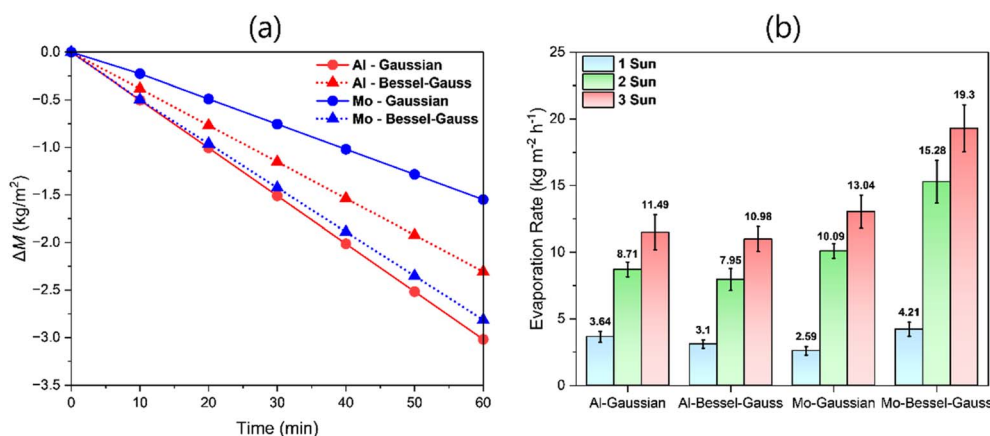 (a)
ΔM (kg/m²)
0.0
−0.5
−1.0
−1.5
−2.0
−2.5
−3.0
−3.5
0 10 20 30 40 50 60
Time (min)
Al - Gaussian
Al - Bessel-Gauss
Mo - Gaussian
Mo - Bessel-Gauss
(b)
Evaporation Rate (kg m⁻² h⁻¹)
25
20
15
10
5
0
1 Sun
2 Sun
3 Sun
3.64 8.71 11.49
3.1 7.95 10.98
2.59 10.09 13.04
4.21 15.28 19.3
Al-Gaussian Al-Bessel-Gauss Mo-Gaussian Mo-Bessel-Gauss